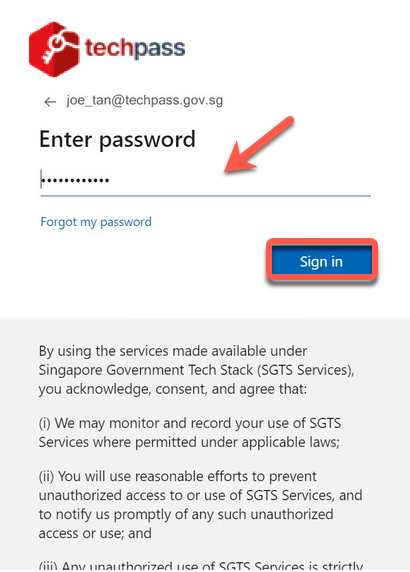 techpass
← joe_tan@techpass.gov.sg
Enter password
••••••••••••
Forgot my password
Sign in
By using the services made available under
Singapore Government Tech Stack (SGTS Services),
you acknowledge, consent, and agree that:
(i) We may monitor and record your use of SGTS
Services where permitted under applicable laws;
(ii) You will use reasonable efforts to prevent
unauthorized access to or use of SGTS Services, and
to notify us promptly of any such unauthorized
access or use; and
(iii) Any unauthorized use of SGTS Services is strictly